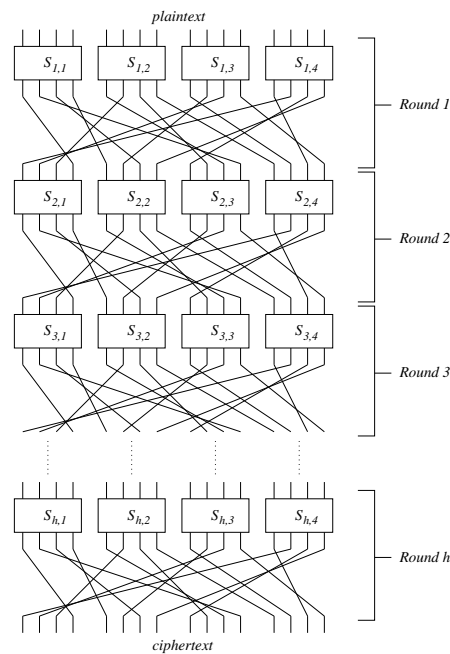 plaintext
S1,1 S1,2 S1,3 S1,4
Round 1
S2,1 S2,2 S2,3 S2,4
Round 2
S3,1 S3,2 S3,3 S3,4
Round 3
Sh,1 Sh,2 Sh,3 Sh,4
Round h
ciphertext